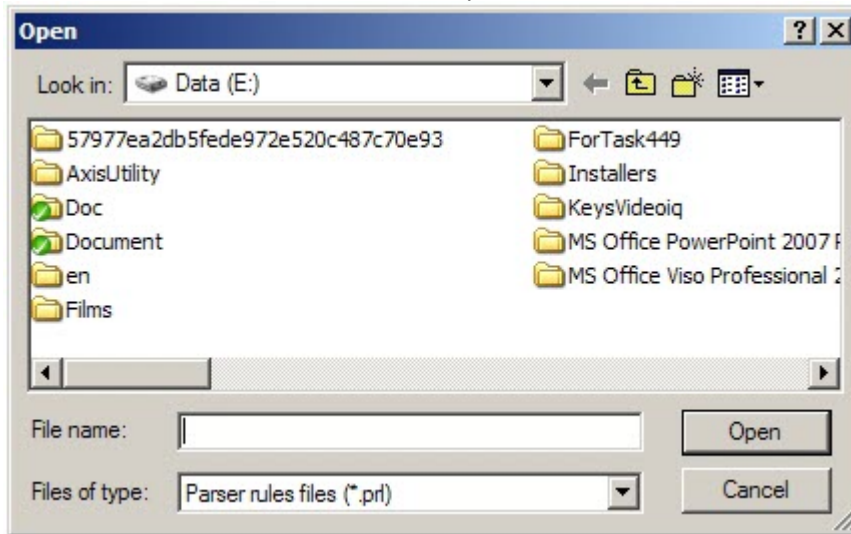 Open
Look in: Data (E:)
57977ea2db5fede972e520c487c70e93
AxisUtility
Doc
Document
en
Films
ForTask449
Installers
KeysVideoiq
MS Office PowerPoint 2007
MS Office Viso Professional 2
File name:
Open
Files of type: Parser rules files (*.prl)
Cancel